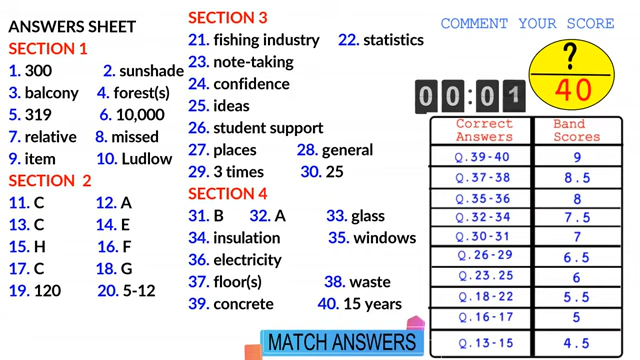 ANSWERS SHEET
SECTION 1
1. 300 2. sunshade
3. balcony 4. forest(s)
5. 319 6. 10,000
7. relative 8. missed
9. item 10. Ludlow
SECTION 2
11. C 12. A
13. C 14. E
15. H 16. F
17. C 18. G
19. 120 20. 5-12
SECTION 3
21. fishing industry 22. statistics
23. note-taking
24. confidence
25. ideas
26. student support
27. places 28. general
29. 3 times 30. 25
SECTION 4
31. B 32. A 33. glass
34. insulation 35. windows
36. electricity
37. floor(s) 38. waste
39. concrete 40. 15 years
MATCH ANSWERS
COMMENT YOUR SCORE
?
40
00:01
Correct Answers Band Scores
Q.39-40 9
Q.37-38 8.5
Q.35-36 8
Q.32-34 7.5
Q.30-31 7
Q.26-29 6.5
Q.23.25 6
Q.18-22 5.5
Q.16-17 5
Q.13-15 4.5